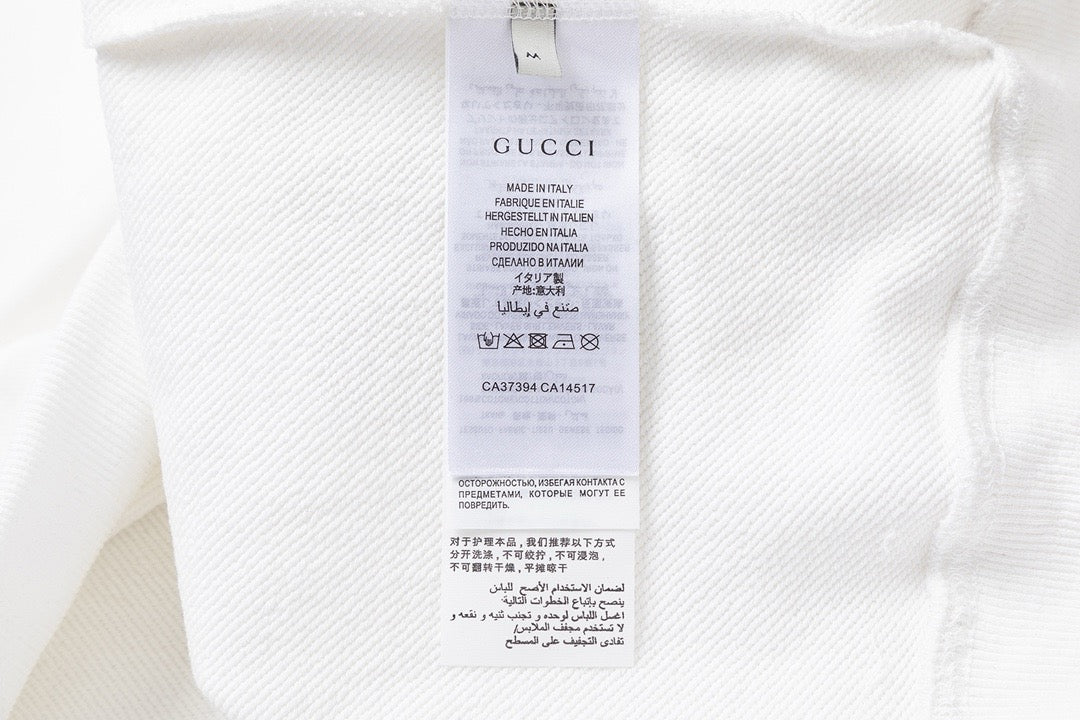 M
GUCCI
MADE IN ITALY
FABRIQUE EN ITALIE
HERGESTELLT IN ITALIEN
HECHO EN ITALIA
PRODUZIDO NA ITALIA
СДЕЛАНО В ИТАЛИИ
イタリア製
产地:意大利
صتنع في إيطاليا
CA37394 CA14517
ОСТОРОЖНОСТЬЮ, ИЗБЕГАЯ КОНТАКТА С
ПРЕДМЕТАМИ, КОТОРЫЕ МОГУТ ЕЕ
ПОВРЕДИТЬ.
对于护理本品，我们推荐以下方式
分开洗涤，不可绞拧，不可浸泡，
不可翻转干燥，平摊晾干
لضمان الاستخدام الأصح للباس
ينصح بإتباع الخطوات التالية:
اغسل اللباس لوحده و تجنب ثنيه و نقعه و
لا تستخدم مجفف الملابس/
تفادى التجفيف على المسطح